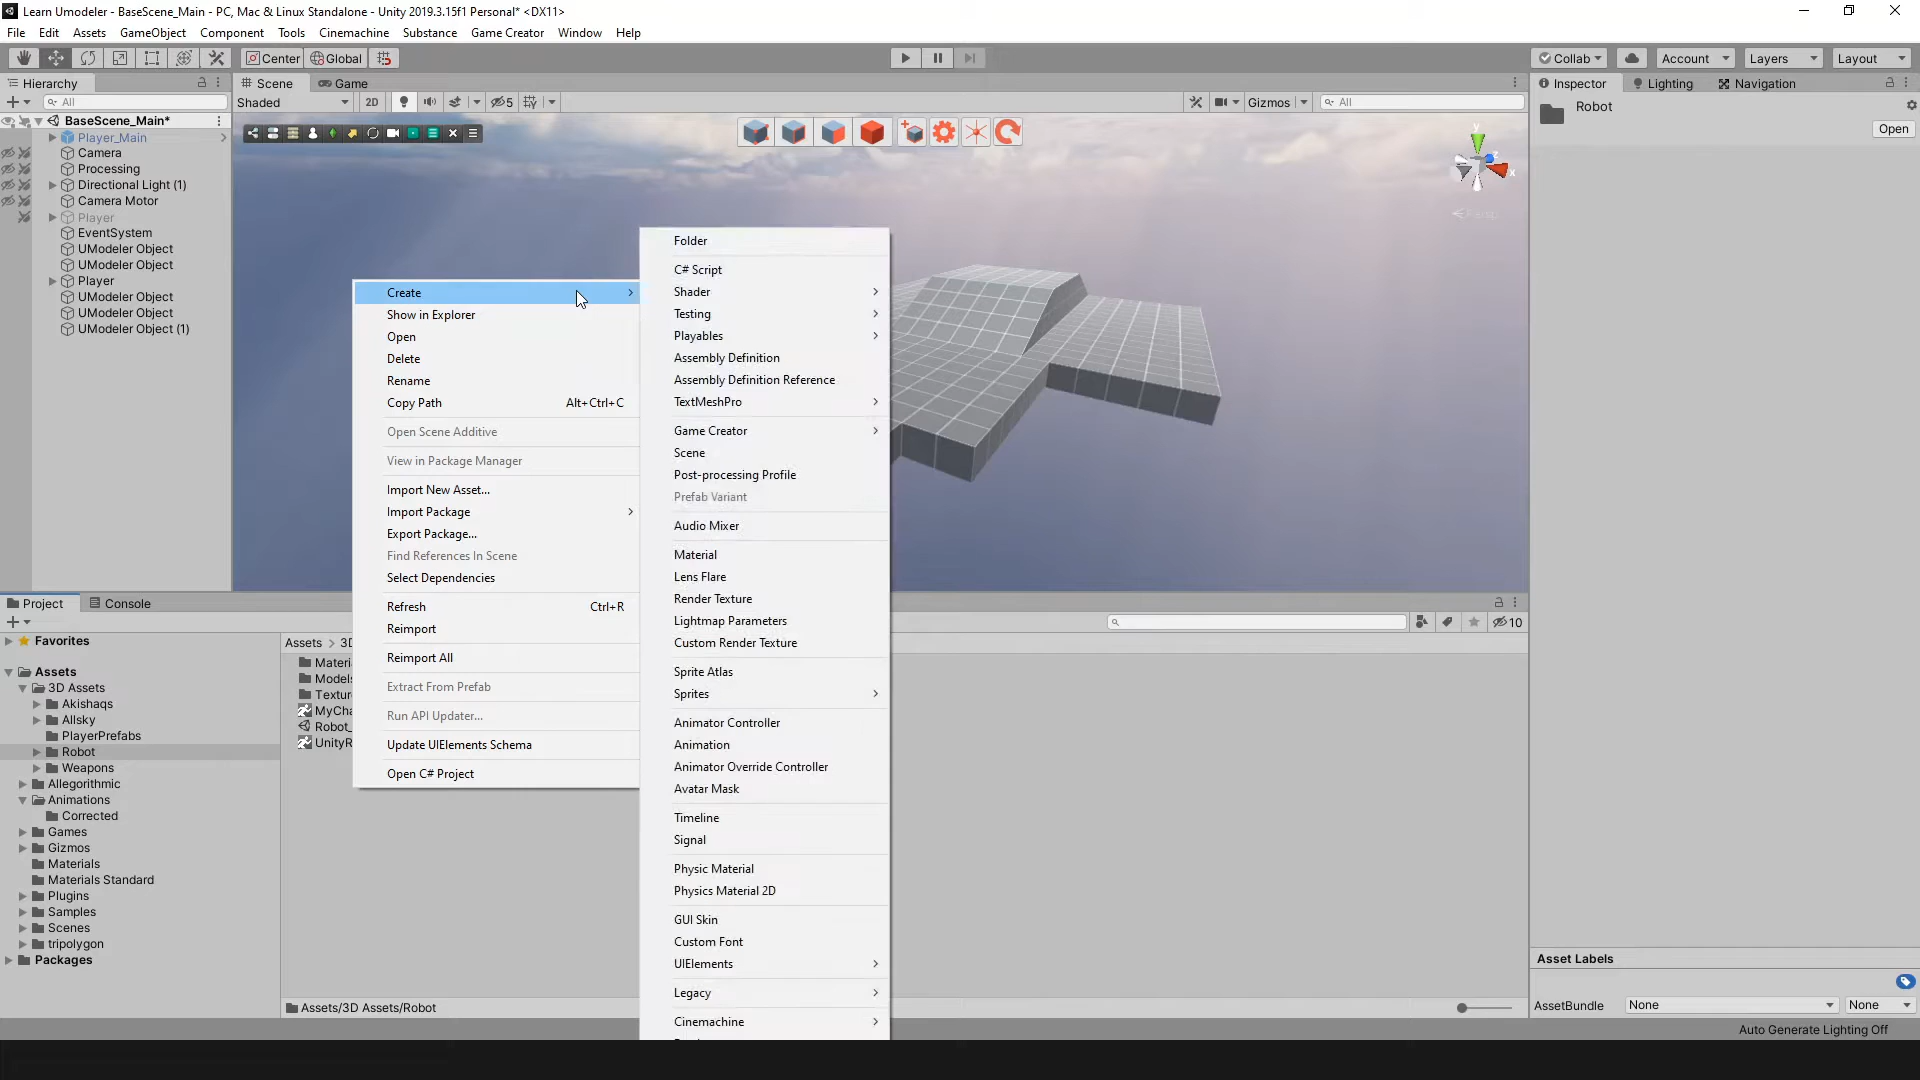 Learn Umodeler - BaseScene_Main - PC, Mac & Linux Standalone - Unity 2019.3.15f1 Personal* <DX11>
File Edit Assets GameObject Component Tools Cinemachine Substance Game Creator Window Help
Center Global Collab Account Layers Layout
Hierarchy
Scene Game
Inspector Lighting Navigation
All
Shaded 2D 5 Gizmos All
Robot
Open
BaseScene_Main*
Player_Main
Camera
Processing
Directional Light (1)
Camera Motor
Player
EventSystem
UModeler Object
UModeler Object
Player
UModeler Object
UModeler Object
UModeler Object (1)
y
x
z
Persp
Create
Show in Explorer
Open
Delete
Rename
Copy Path Alt+Ctrl+C
Open Scene Additive
View in Package Manager
Import New Asset...
Import Package
Export Package...
Find References In Scene
Select Dependencies
Refresh Ctrl+R
Reimport
Reimport All
Extract From Prefab
Run API Updater...
Update UIElements Schema
Open C# Project
Folder
C# Script
Shader
Testing
Playables
Assembly Definition
Assembly Definition Reference
TextMeshPro
Game Creator
Scene
Post-processing Profile
Prefab Variant
Audio Mixer
Material
Lens Flare
Render Texture
Lightmap Parameters
Custom Render Texture
Sprite Atlas
Sprites
Animator Controller
Animation
Animator Override Controller
Avatar Mask
Timeline
Signal
Physic Material
Physics Material 2D
GUI Skin
Custom Font
UIElements
Legacy
Cinemachine
Project Console
10
Favorites
Assets
3D Assets
Akishaqs
Allsky
PlayerPrefabs
Robot
Weapons
Allegorithmic
Animations
Corrected
Games
Gizmos
Materials
Materials Standard
Plugins
Samples
Scenes
tripolygon
Packages
Assets > 3D
Materi
Models
Textur
MyCha
Robot_
UnityR
Assets/3D Assets/Robot
Asset Labels
AssetBundle None None
Auto Generate Lighting Off